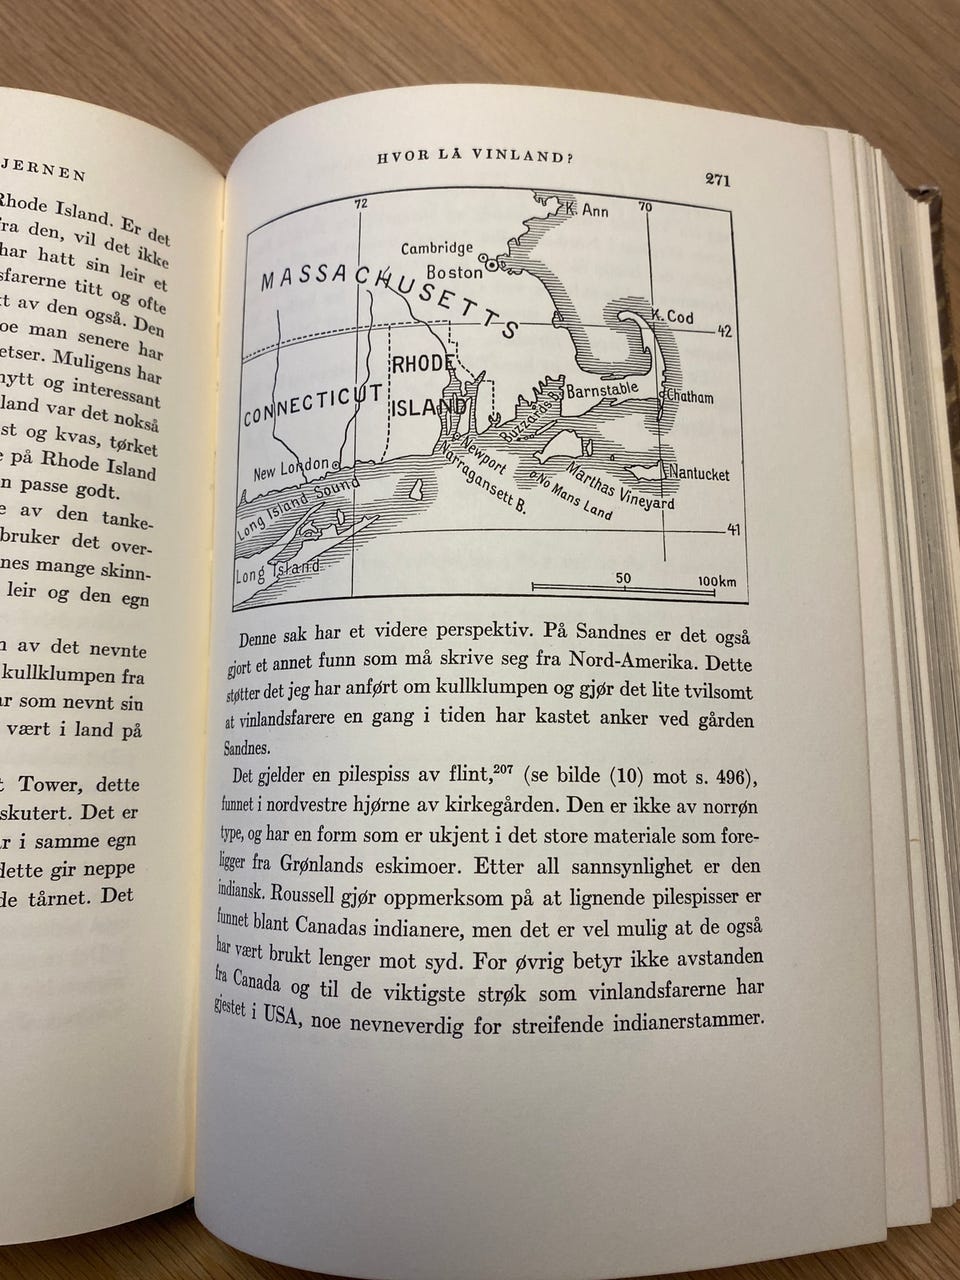 JERNEN
Rhode Island. Er det
fra den, vil det ikke
har hatt sin leir et
sfarerne titt og ofte
tt av den også. Den
oe man senere har
etser. Muligens har
nytt og interessant
land var det nokså
st og kvas, tørket
e på Rhode Island
n passe godt.
e av den tanke-
bruker det over-
nes mange skinn-
leir og den egn
n av det nevnte
kullklumpen fra
ar som nevnt sin
vært i land på
t Tower, dette
skutert. Det er
ar i samme egn
dette gir neppe
de tårnet. Det
HVOR LÅ VINLAND?
271
72
70
K. Ann
Cambridge
Boston
MASSACHUSETTS
K. Cod
42
RHODE
ISLAND
CONNECTICUT
Barnstable
Buzzards B.
Chatham
New London
Newport
Narragansett B.
No Mans Land
Marthas Vineyard
Nantucket
Long Island Sound
Long Island
41
50
100km
Denne sak har et videre perspektiv. På Sandnes er det også
gjort et annet funn som må skrive seg fra Nord-Amerika. Dette
støtter det jeg har anført om kullklumpen og gjør det lite tvilsomt
at vinlandsfarere en gang i tiden har kastet anker ved gården
Sandnes.
Det gjelder en pilespiss av flint,²⁰⁷ (se bilde (10) mot s. 496),
funnet i nordvestre hjørne av kirkegården. Den er ikke av norrøn
type, og har en form som er ukjent i det store materiale som fore-
ligger fra Grønlands eskimoer. Etter all sannsynlighet er den
indiansk. Roussell gjør oppmerksom på at lignende pilespisser er
funnet blant Canadas indianere, men det er vel mulig at de også
har vært brukt lenger mot syd. For øvrig betyr ikke avstanden
fra Canada og til de viktigste strøk som vinlandsfarerne har
gjestet i USA, noe nevneverdig for streifende indianerstammer.